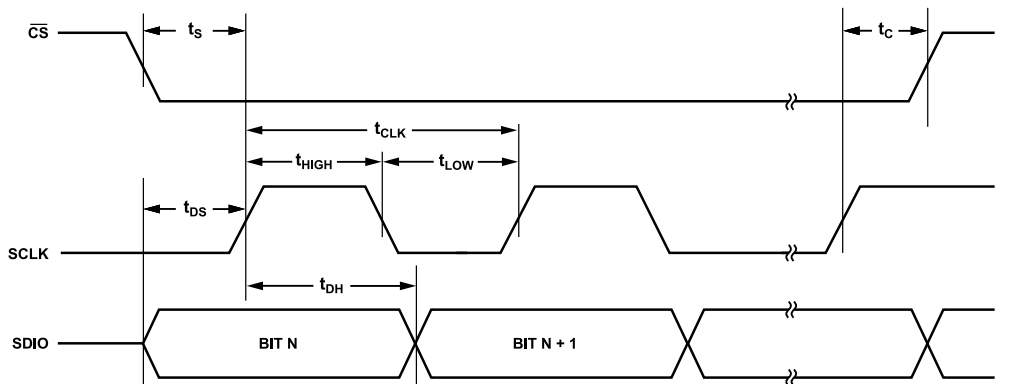 CS
tS
tC
tCLK
tHIGH
tLOW
tDS
SCLK
tDH
SDIO
BIT N
BIT N + 1